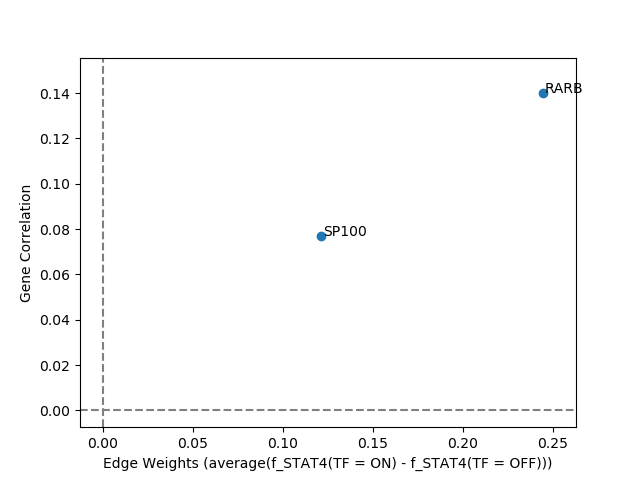 RARB
SP100
Gene Correlation
0.14
0.12
0.10
0.08
0.06
0.04
0.02
0.00
0.00 0.05 0.10 0.15 0.20 0.25
Edge Weights (average(f_STAT4(TF = ON) - f_STAT4(TF = OFF)))